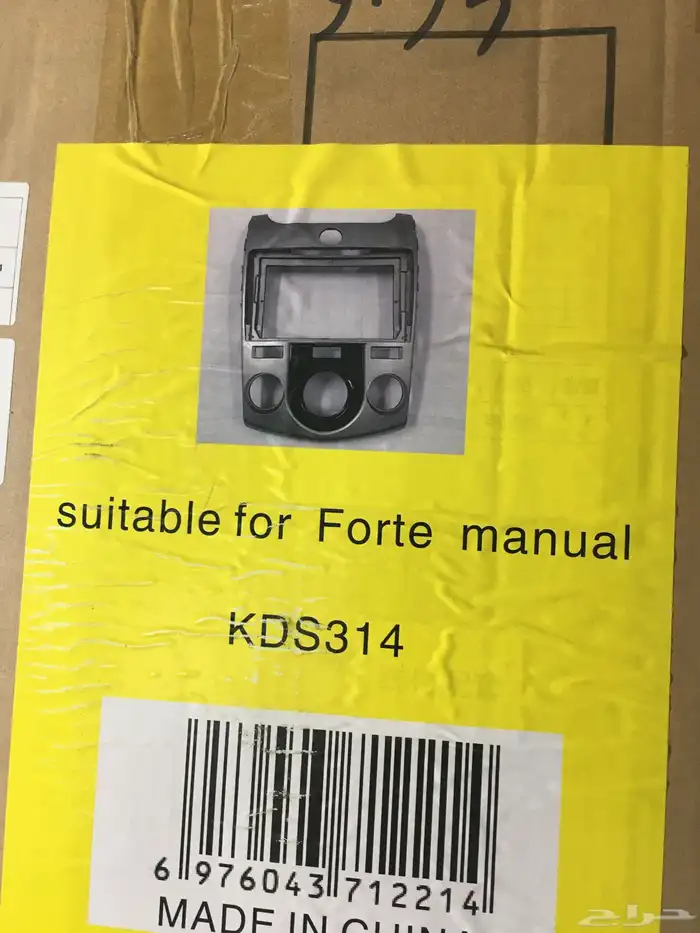 suitable for Forte manual
KDS314
6 976043 712214
MADE IN CHINA
حراج